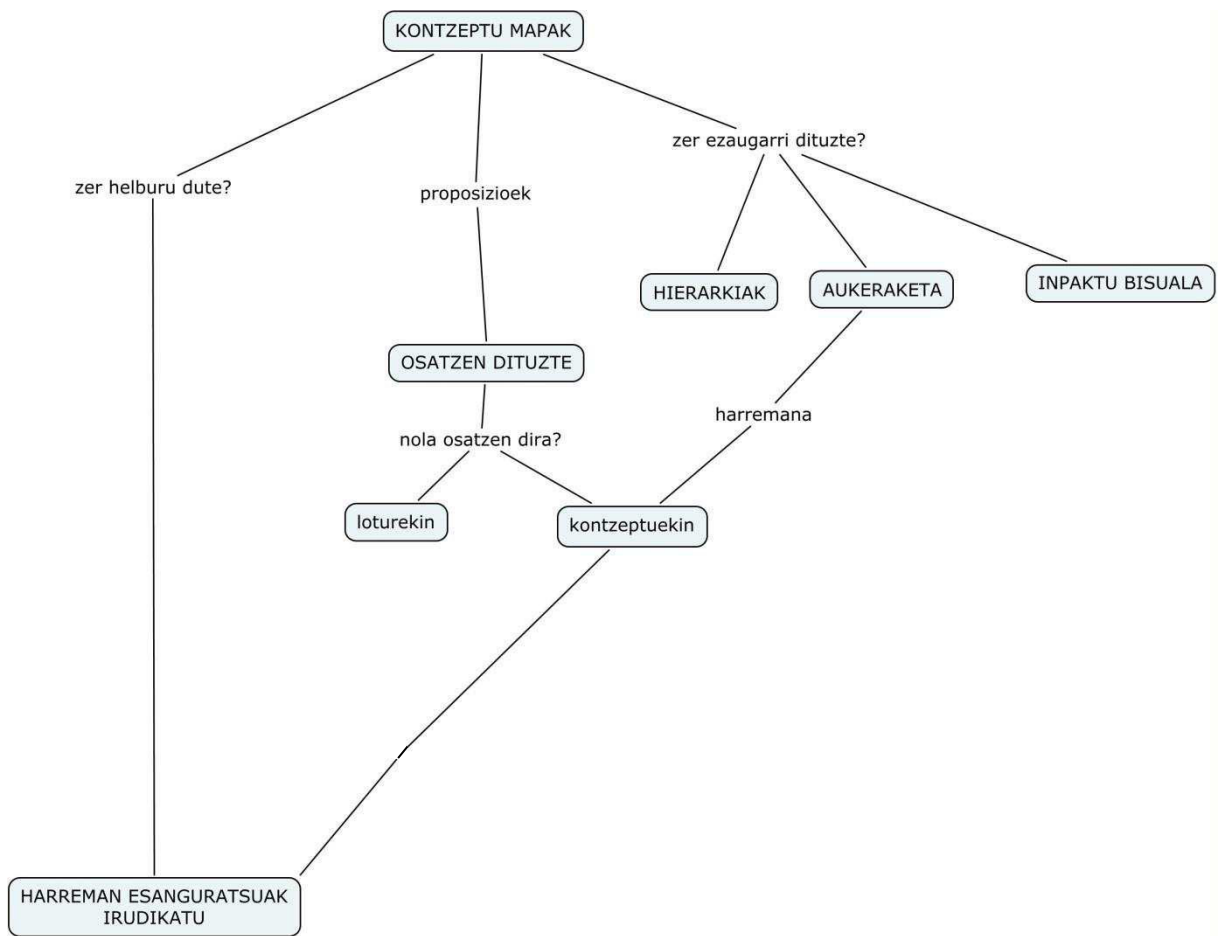 KONTZEPTU MAPAK
zer ezaugarri dituzte?
zer helburu dute?
proposizioek
HIERARKIAK
AUKERAKETA
INPAKTU BISUALA
OSATZEN DITUZTE
harremana
nola osatzen dira?
loturekin
kontzeptuekin
HARREMAN ESANGURATSUAK
IRUDIKATU